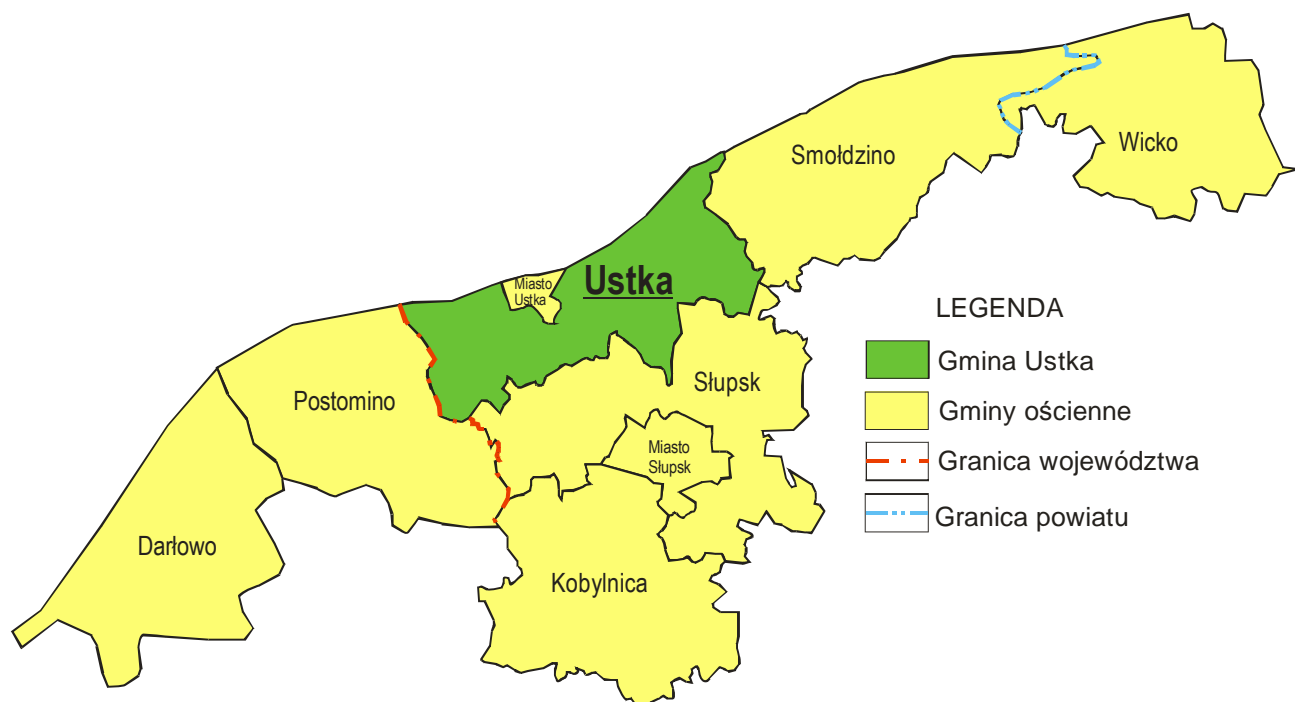 Smołdzino
Wicko
Miasto
Ustka
Ustka
Postomino
Słupsk
Miasto
Słupsk
Darłowo
Kobylnica
LEGENDA
Gmina Ustka
Gminy ościenne
Granica województwa
Granica powiatu